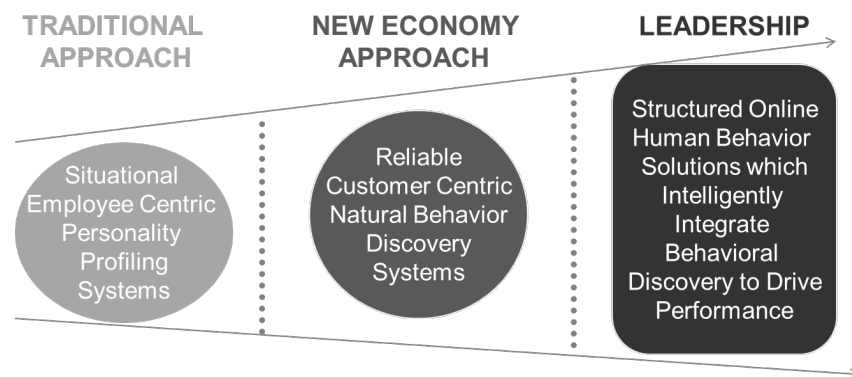 TRADITIONAL
APPROACH
NEW ECONOMY
APPROACH
LEADERSHIP
Situational
Employee Centric
Personality
Profiling
Systems
Reliable
Customer Centric
Natural Behavior
Discovery
Systems
Structured Online
Human Behavior
Solutions which
Intelligently
Integrate
Behavioral
Discovery to Drive
Performance